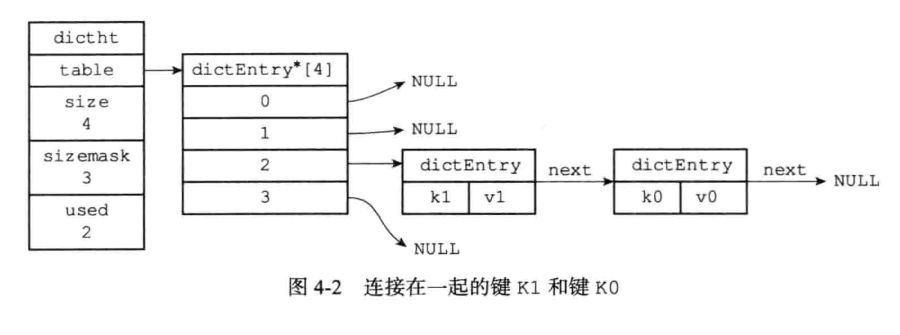 dictht
table
size
4
sizemask
3
used
2
dictEntry*[4]
0
1
2
3
NULL
NULL
dictEntry
k1
v1
next
dictEntry
k0
v0
next
NULL
NULL
图 4-2 连接在一起的键 K1 和键 K0